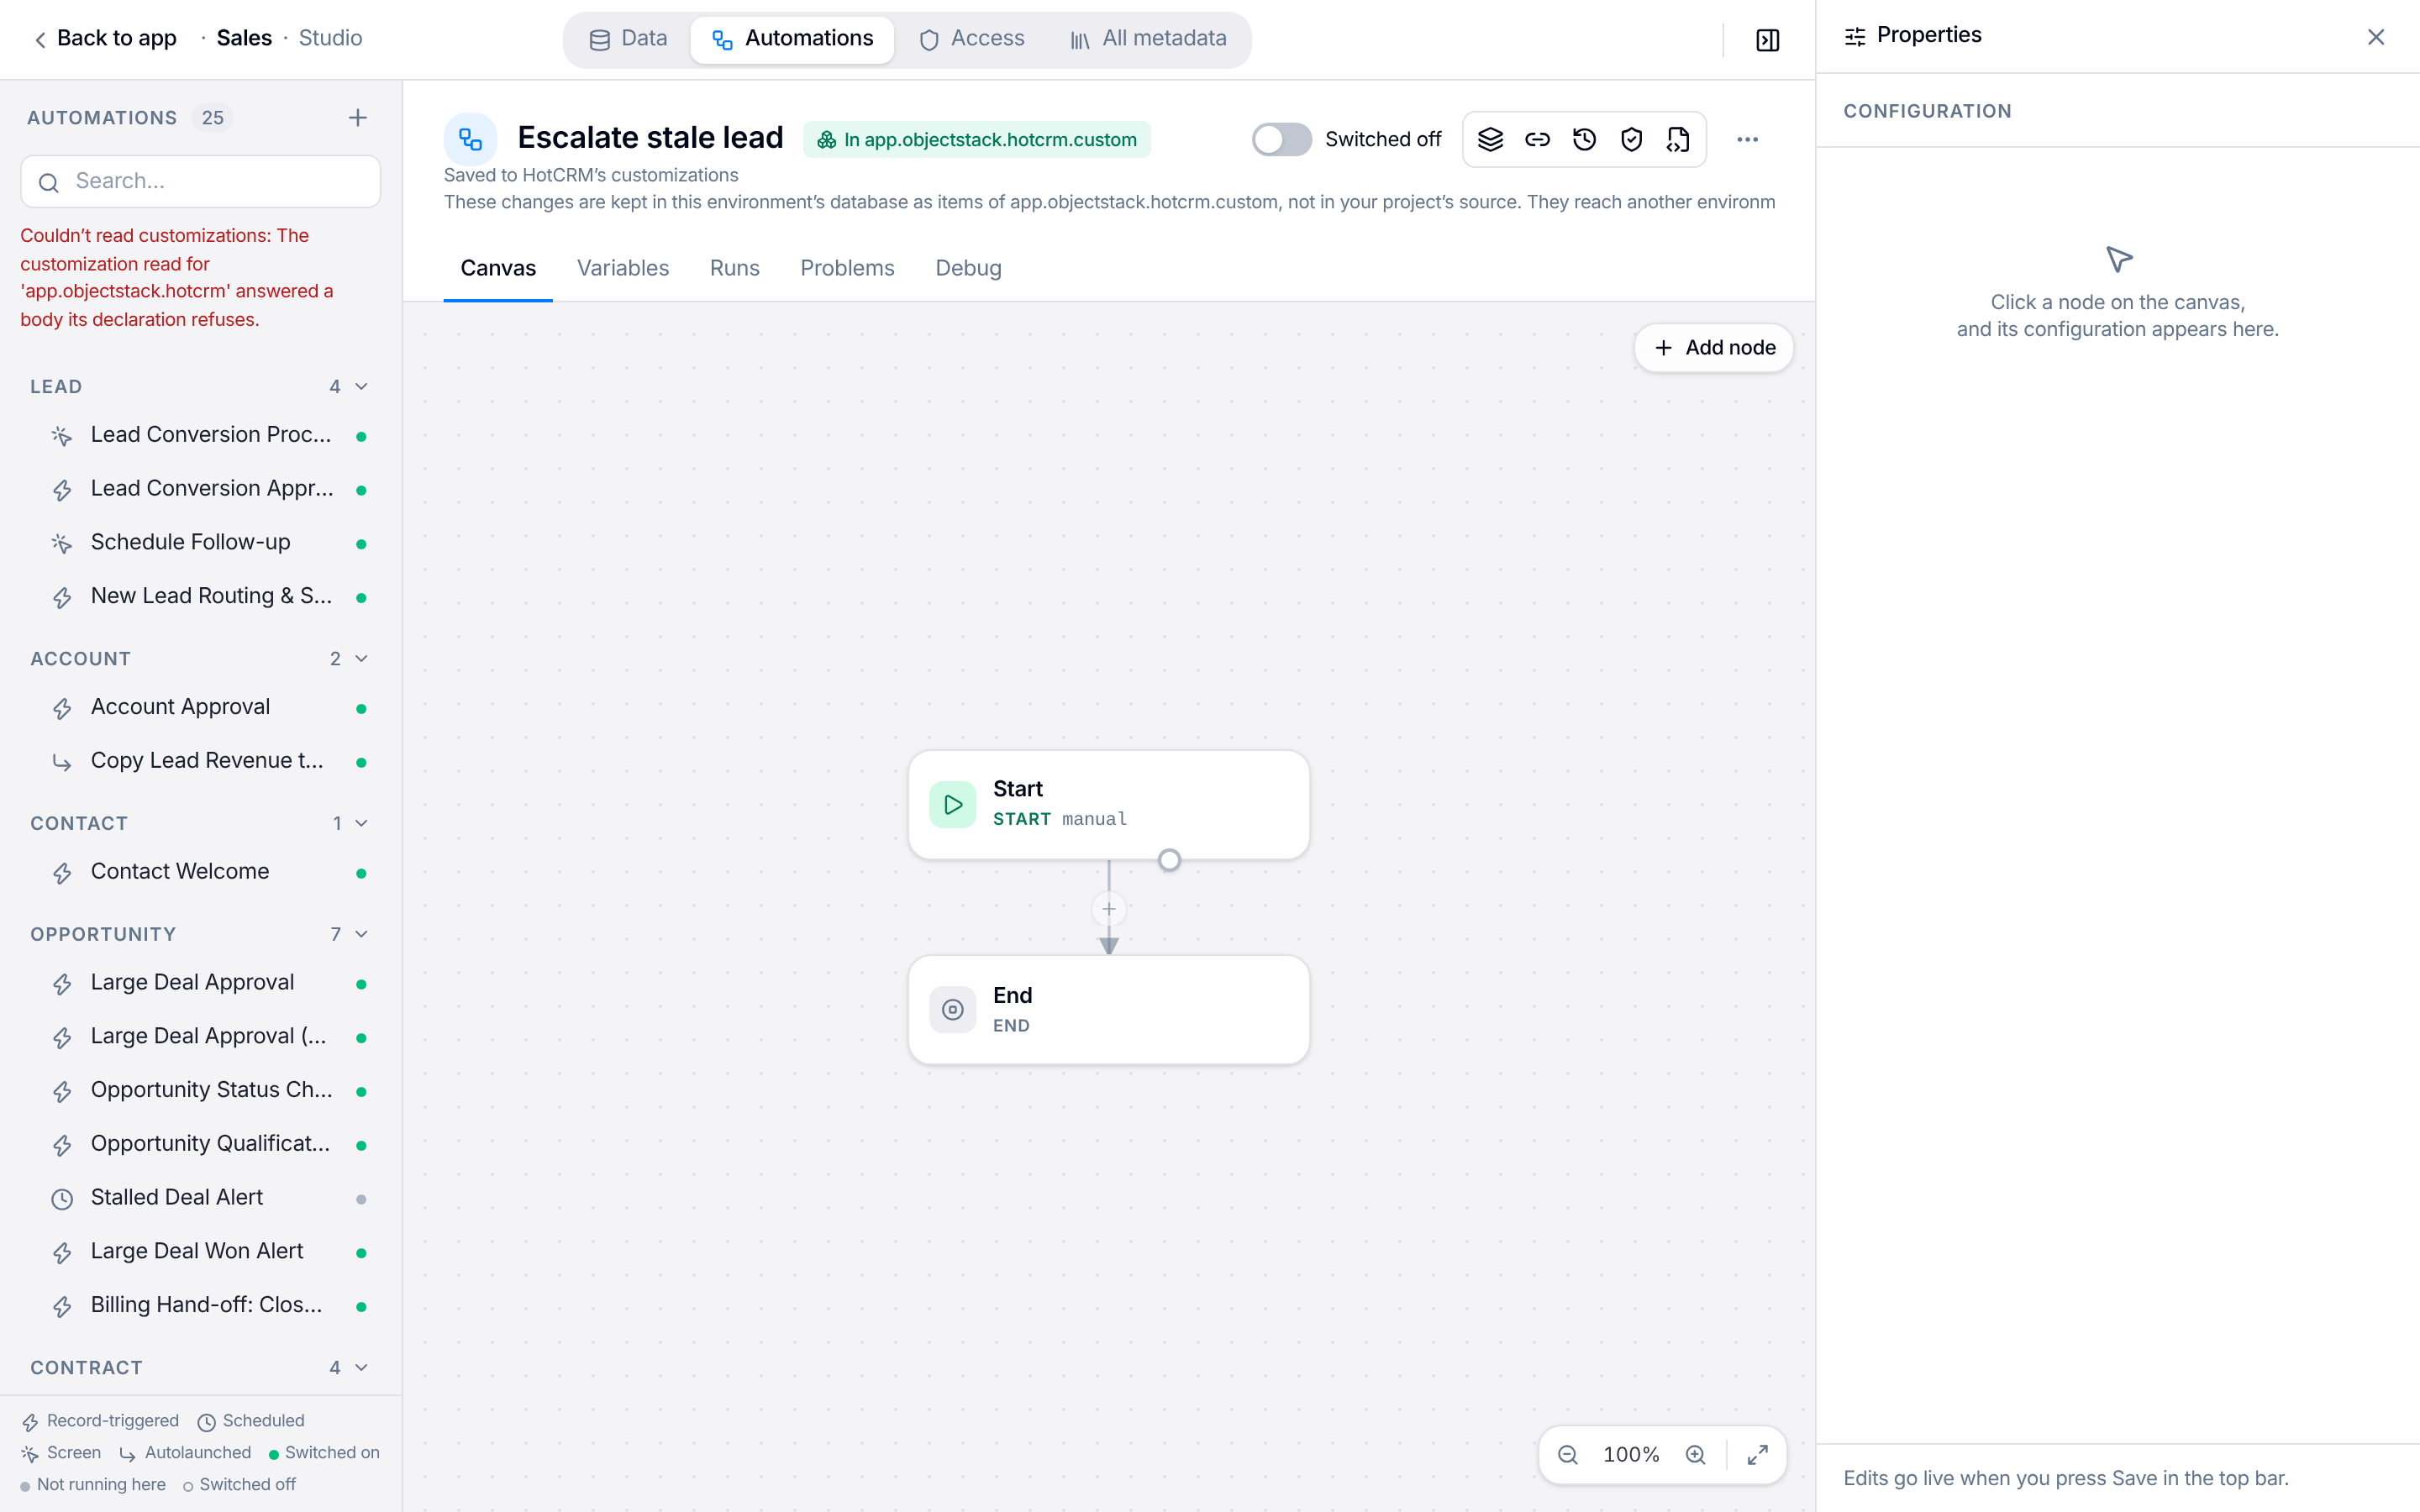 Back to app · Sales · Studio
Data
Automations
Access
All metadata
Properties
AUTOMATIONS 25
Search...
Couldn't read customizations: The
customization read for
'app.objectstack.hotcrm' answered a
body its declaration refuses.
LEAD 4
Lead Conversion Proc...
Lead Conversion Appr...
Schedule Follow-up
New Lead Routing & S...
ACCOUNT 2
Account Approval
Copy Lead Revenue t...
CONTACT 1
Contact Welcome
OPPORTUNITY 7
Large Deal Approval
Large Deal Approval (...
Opportunity Status Ch...
Opportunity Qualificat...
Stalled Deal Alert
Large Deal Won Alert
Billing Hand-off: Clos...
CONTRACT 4
Record-triggered Scheduled
Screen Autolaunched Switched on
Not running here Switched off
Escalate stale lead
In app.objectstack.hotcrm.custom
Switched off
Saved to HotCRM's customizations
These changes are kept in this environment's database as items of app.objectstack.hotcrm.custom, not in your project's source. They reach another environm
Canvas
Variables
Runs
Problems
Debug
Add node
Start
START manual
End
END
100%
CONFIGURATION
Click a node on the canvas,
and its configuration appears here.
Edits go live when you press Save in the top bar.